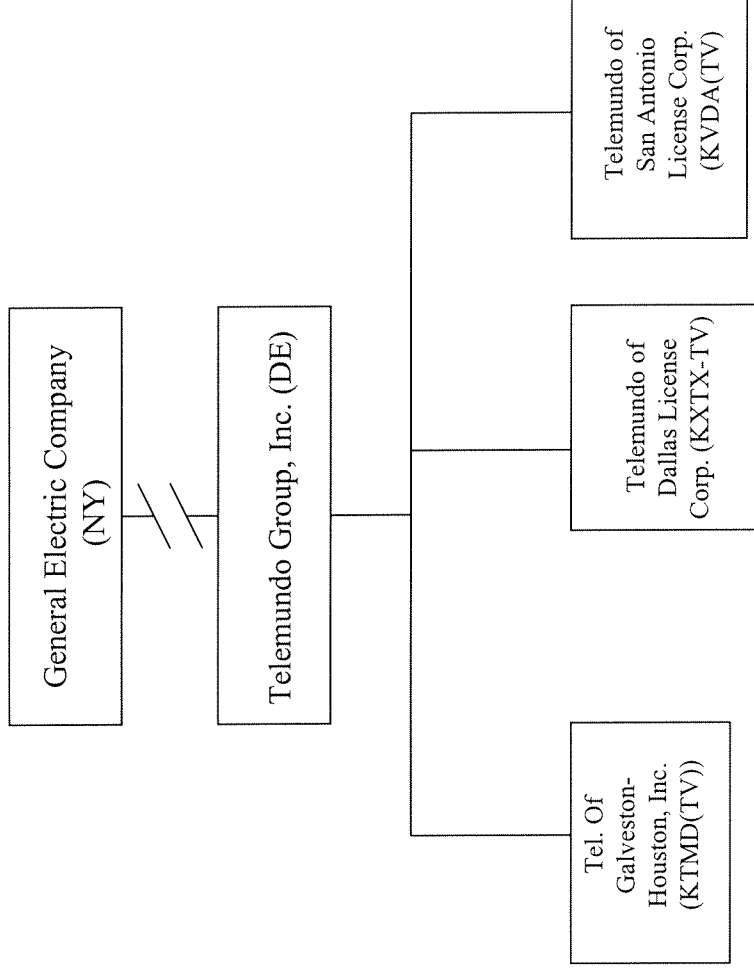 General Electric Company
(NY)
Telemundo Group, Inc. (DE)
Tel. Of
Galveston-
Houston, Inc.
(KTMD(TV))
Telemundo of
Dallas License
Corp. (KXTX-TV)
Telemundo of
San Antonio
License Corp.
(KVDA(TV)